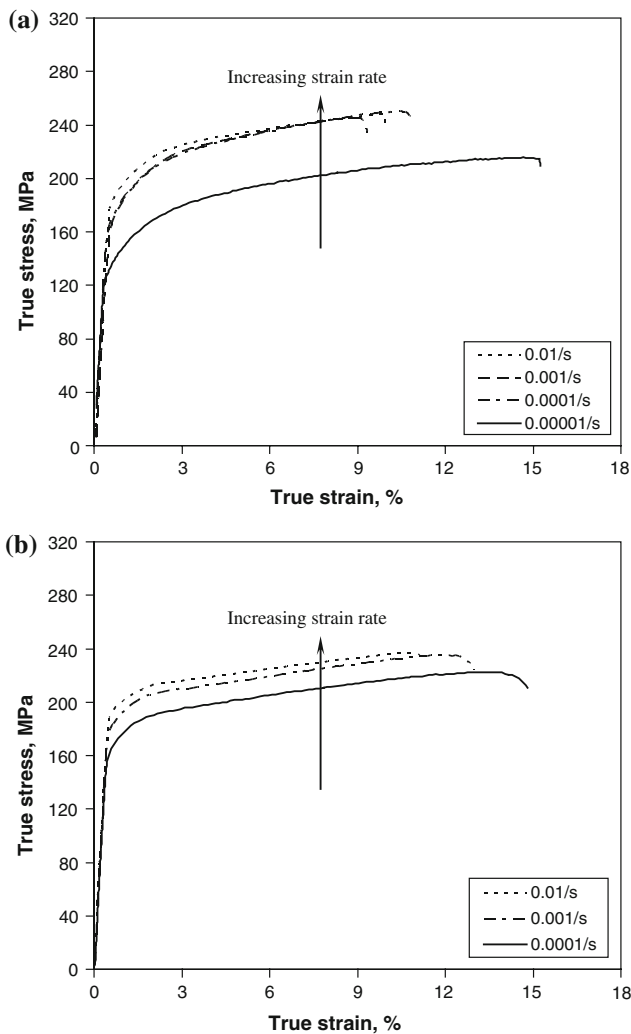 (a)
320
280
240
200
160
120
80
40
0
True stress, MPa
Increasing strain rate
0.01/s
0.001/s
0.0001/s
0.00001/s
0 3 6 9 12 15 18
True strain, %
(b)
320
280
240
200
160
120
80
40
0
True stress, MPa
Increasing strain rate
0.01/s
0.001/s
0.0001/s
0 3 6 9 12 15 18
True strain, %